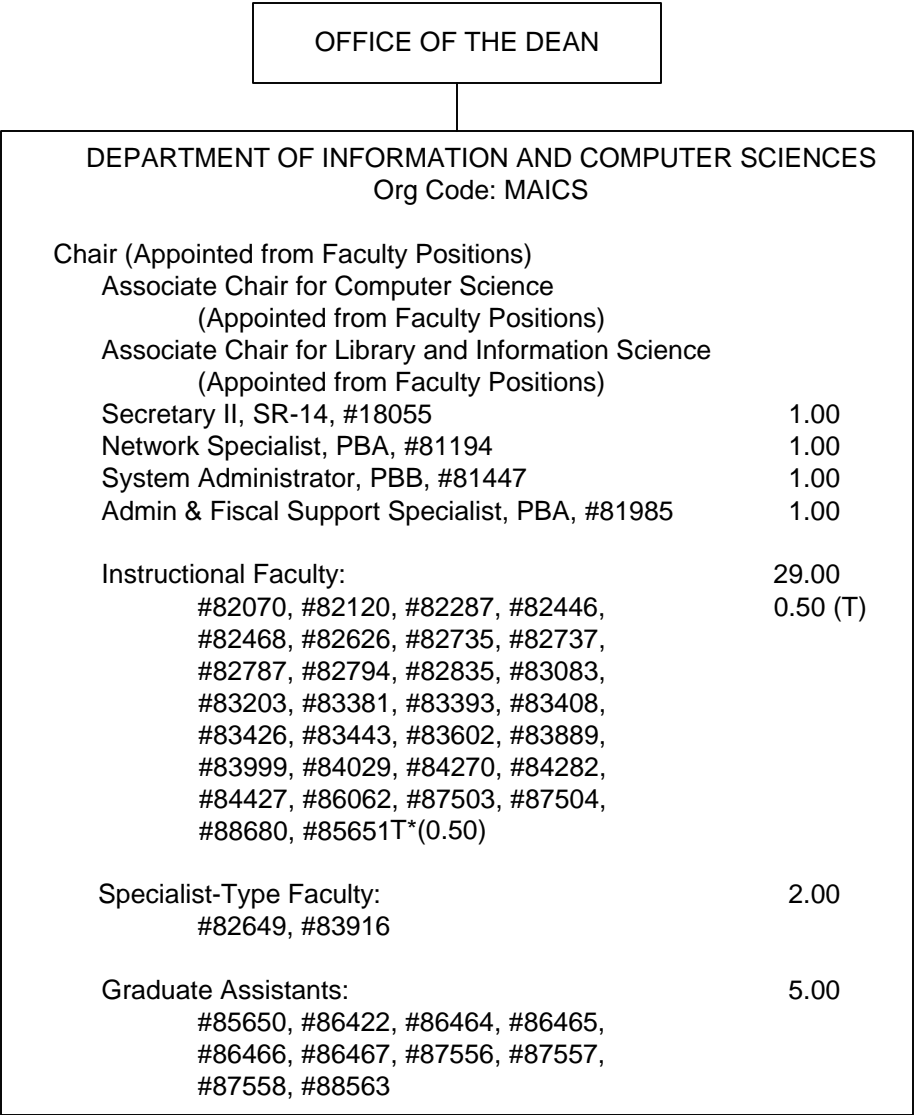 OFFICE OF THE DEAN
DEPARTMENT OF INFORMATION AND COMPUTER SCIENCES
Org Code: MAICS
Chair (Appointed from Faculty Positions)
Associate Chair for Computer Science
(Appointed from Faculty Positions)
Associate Chair for Library and Information Science
(Appointed from Faculty Positions)
Secretary II, SR-14, #18055 1.00
Network Specialist, PBA, #81194 1.00
System Administrator, PBB, #81447 1.00
Admin & Fiscal Support Specialist, PBA, #81985 1.00
Instructional Faculty: 29.00
#82070, #82120, #82287, #82446, 0.50 (T)
#82468, #82626, #82735, #82737,
#82787, #82794, #82835, #83083,
#83203, #83381, #83393, #83408,
#83426, #83443, #83602, #83889,
#83999, #84029, #84270, #84282,
#84427, #86062, #87503, #87504,
#88680, #85651T*(0.50)
Specialist-Type Faculty: 2.00
#82649, #83916
Graduate Assistants: 5.00
#85650, #86422, #86464, #86465,
#86466, #86467, #87556, #87557,
#87558, #88563